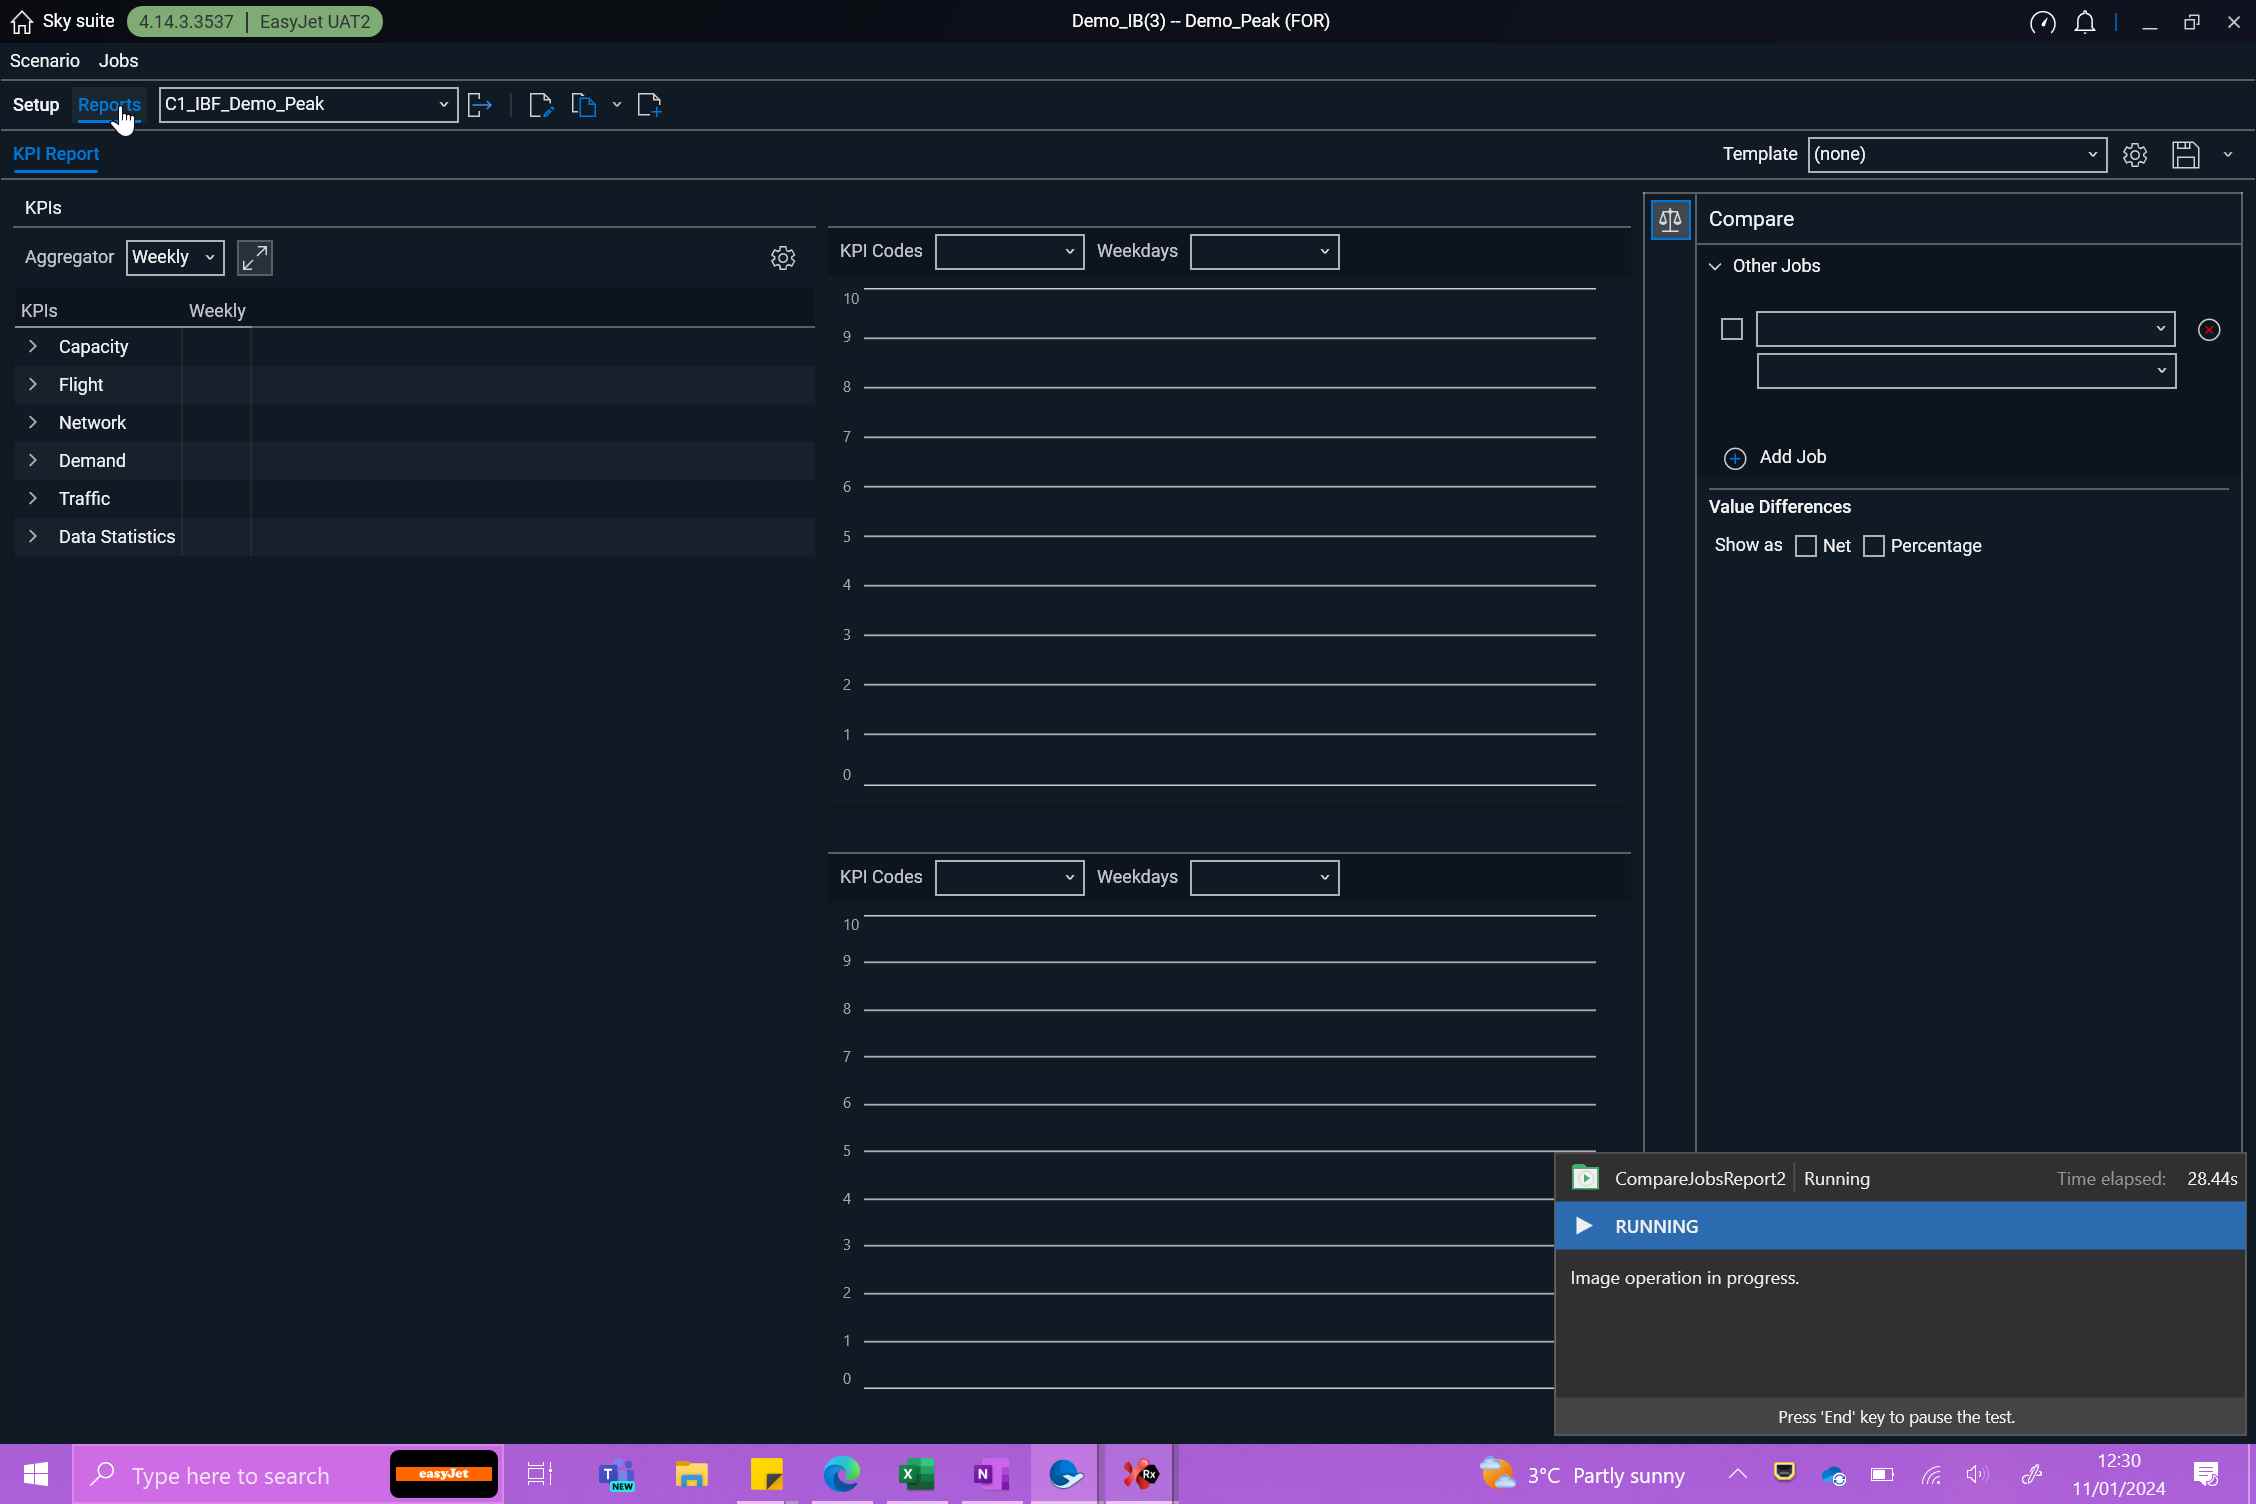 Sky suite 4.14.3.3537 | EasyJet UAT2 Demo_IB(3) -- Demo_Peak (FOR)
Scenario Jobs
Setup Reports C1_IBF_Demo_Peak
KPI Report Template (none)
KPIs
Aggregator Weekly
KPIs Weekly
Capacity
Flight
Network
Demand
Traffic
Data Statistics
KPI Codes Weekdays
10
9
8
7
6
5
4
3
2
1
0
KPI Codes Weekdays
10
9
8
7
6
5
4
3
2
1
0
Compare
Other Jobs
Add Job
Value Differences
Show as Net Percentage
CompareJobsReport2 Running Time elapsed: 28.44s
RUNNING
Image operation in progress.
Press 'End' key to pause the test.
Type here to search easyJet
T
NEW
X
N
Rx
3°C Partly sunny
12:30
11/01/2024